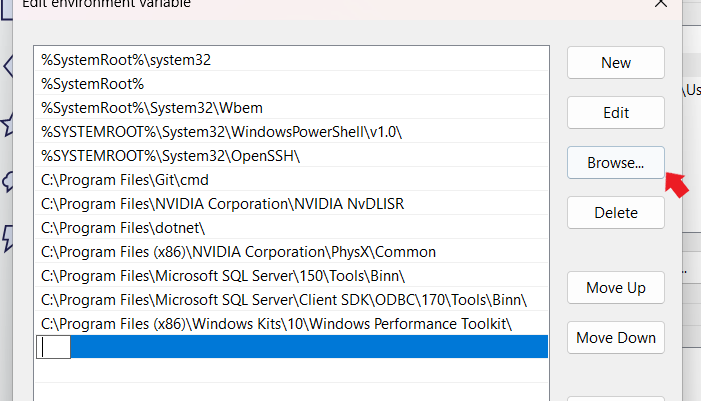 Edit environment variable
%SystemRoot%\system32
%SystemRoot%
%SystemRoot%\System32\Wbem
%SYSTEMROOT%\System32\WindowsPowerShell\v1.0\
%SYSTEMROOT%\System32\OpenSSH\
C:\Program Files\Git\cmd
C:\Program Files\NVIDIA Corporation\NVIDIA NvDLISR
C:\Program Files\dotnet\
C:\Program Files (x86)\NVIDIA Corporation\PhysX\Common
C:\Program Files\Microsoft SQL Server\150\Tools\Binn\
C:\Program Files\Microsoft SQL Server\Client SDK\ODBC\170\Tools\Binn\
C:\Program Files (x86)\Windows Kits\10\Windows Performance Toolkit\
New
Edit
Browse...
Delete
Move Up
Move Down
\Us